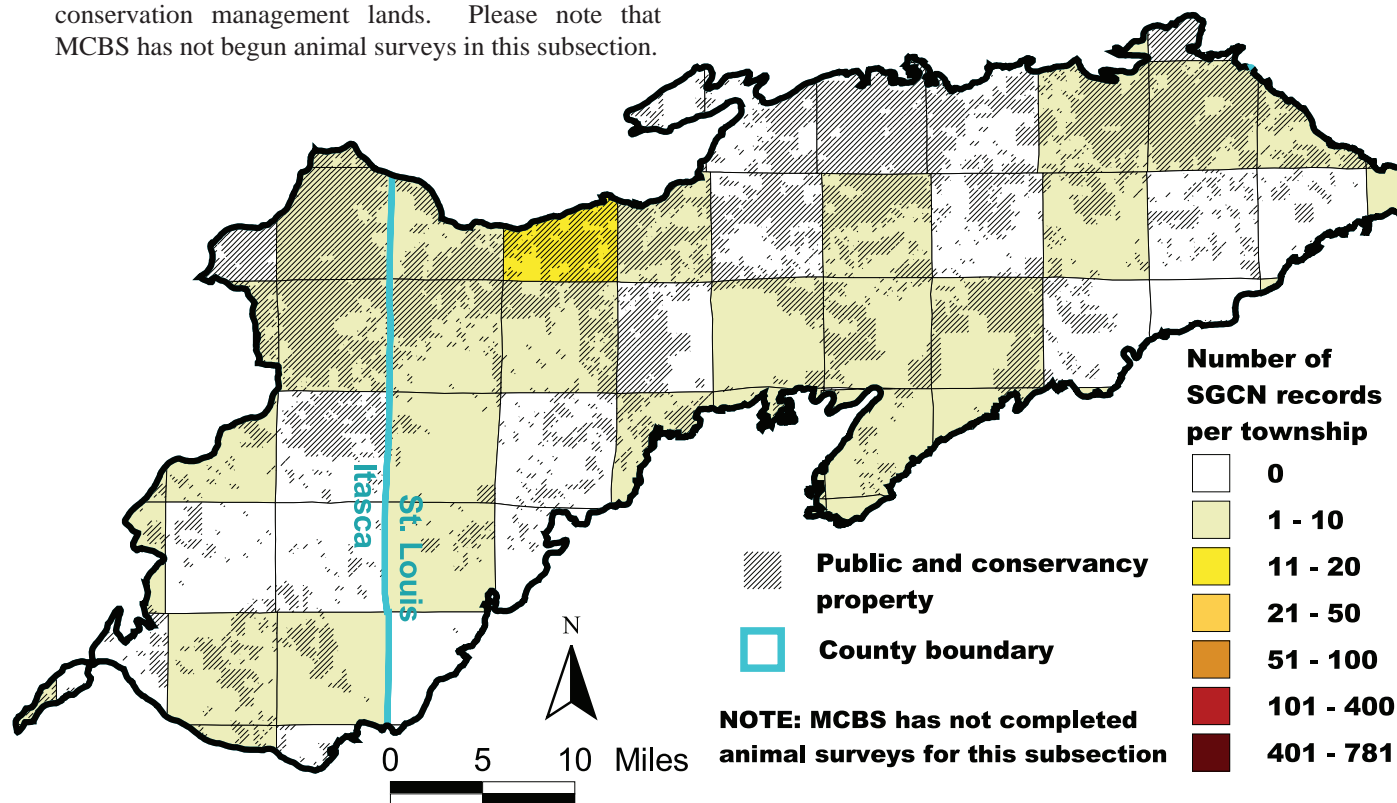 conservation management lands. Please note that
MCBS has not begun animal surveys in this subsection.
Itasca
St. Louis
Number of
SGCN records
per township
0
1 - 10
11 - 20
21 - 50
51 - 100
101 - 400
401 - 781
Public and conservancy
property
County boundary
N
NOTE: MCBS has not completed
animal surveys for this subsection
0 5 10 Miles